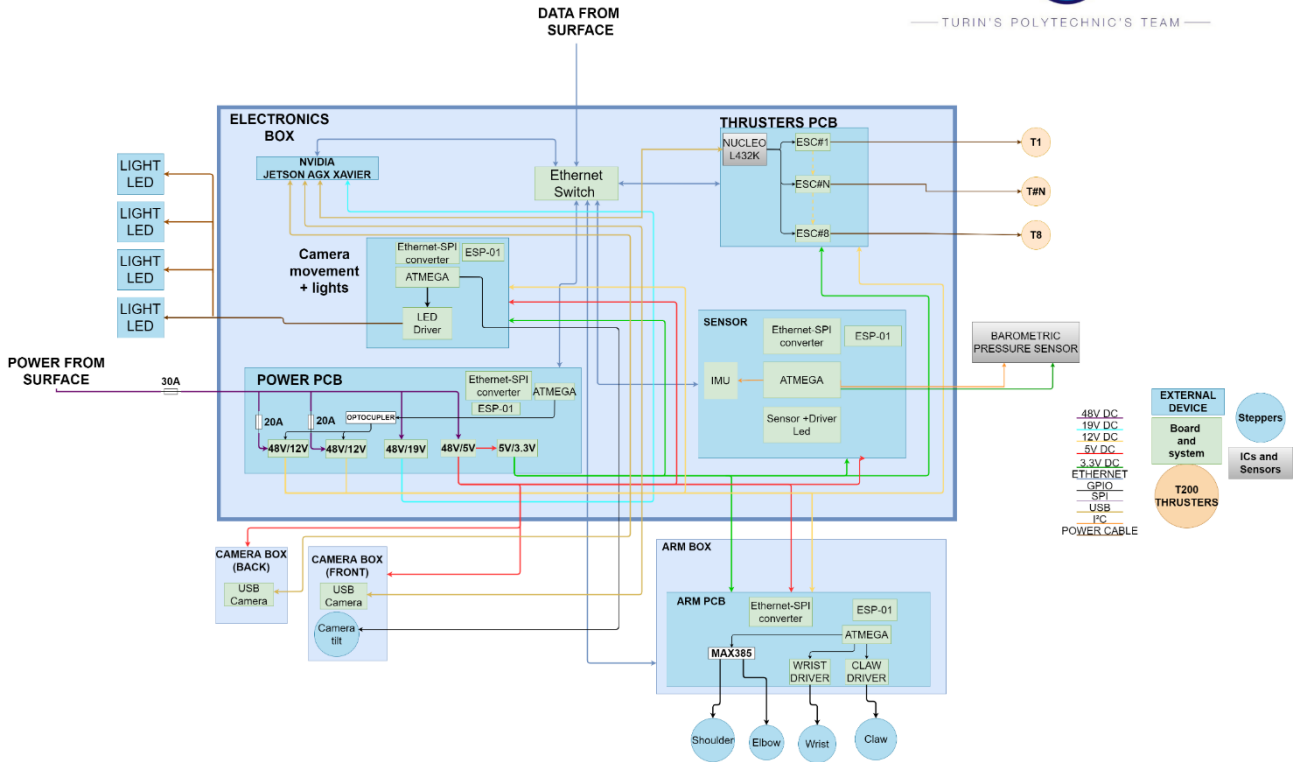 TURIN'S POLYTECHNIC'S TEAM
DATA FROM
SURFACE
ELECTRONICS
BOX
THRUSTERS PCB
NVIDIA
JETSON AGX XAVIER
Ethernet
Switch
NUCLEO
L432K
ESC#1
ESC#N
ESC#8
T1
T#N
T8
LIGHT
LED
LIGHT
LED
LIGHT
LED
LIGHT
LED
Camera
movement
+ lights
Ethernet-SPI
converter
ESP-01
ATMEGA
LED
Driver
SENSOR
Ethernet-SPI
converter
ESP-01
IMU
ATMEGA
Sensor +Driver
Led
BAROMETRIC
PRESSURE SENSOR
POWER FROM
SURFACE
30A
POWER PCB
Ethernet-SPI
converter
ATMEGA
ESP-01
20A
20A
OPTOCUPLER
48V/12V
48V/12V
48V/19V
48V/5V
5V/3.3V
48V DC
19V DC
12V DC
5V DC
3.3V DC
ETHERNET
GPIO
SPI
USB
I²C
POWER CABLE
EXTERNAL
DEVICE
Board
and
system
T200
THRUSTERS
Steppers
ICs and
Sensors
CAMERA BOX
(BACK)
USB
Camera
CAMERA BOX
(FRONT)
USB
Camera
Camera
tilt
ARM BOX
ARM PCB
Ethernet-SPI
converter
ESP-01
ATMEGA
MAX385
WRIST
DRIVER
CLAW
DRIVER
Shoulder
Elbow
Wrist
Claw